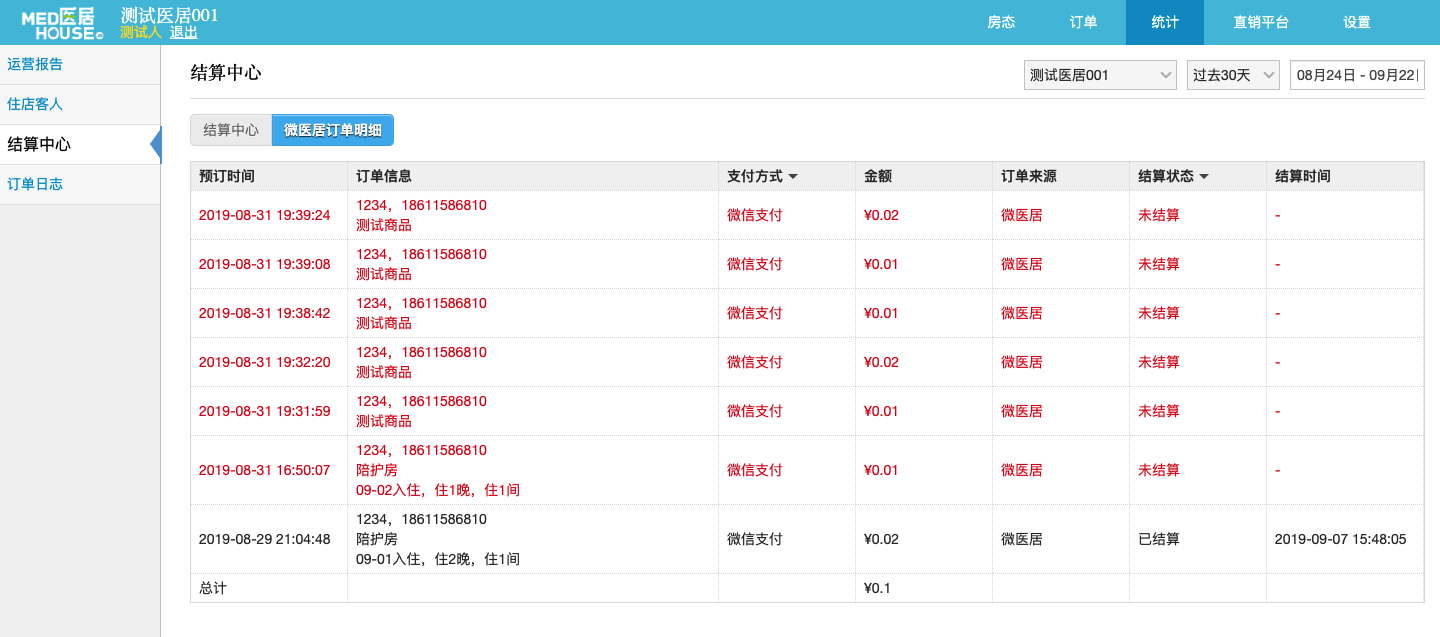 MED医居
HOUSE
测试医居001
测试人 退出
房态 订单 统计 直销平台 设置
运营报告
住店客人
结算中心
订单日志
结算中心
测试医居001 过去30天 08月24日 - 09月22
结算中心 微医居订单明细
预订时间 订单信息 支付方式 金额 订单来源 结算状态 结算时间
2019-08-31 19:39:24 1234，18611586810 微信支付 ¥0.02 微医居 未结算 -
测试商品
2019-08-31 19:39:08 1234，18611586810 微信支付 ¥0.01 微医居 未结算 -
测试商品
2019-08-31 19:38:42 1234，18611586810 微信支付 ¥0.01 微医居 未结算 -
测试商品
2019-08-31 19:32:20 1234，18611586810 微信支付 ¥0.02 微医居 未结算 -
测试商品
2019-08-31 19:31:59 1234，18611586810 微信支付 ¥0.01 微医居 未结算 -
测试商品
1234，18611586810
2019-08-31 16:50:07 陪护房 微信支付 ¥0.01 微医居 未结算 -
09-02入住，住1晚，住1间
1234，18611586810
2019-08-29 21:04:48 陪护房 微信支付 ¥0.02 微医居 已结算 2019-09-07 15:48:05
09-01入住，住2晚，住1间
总计 ¥0.1